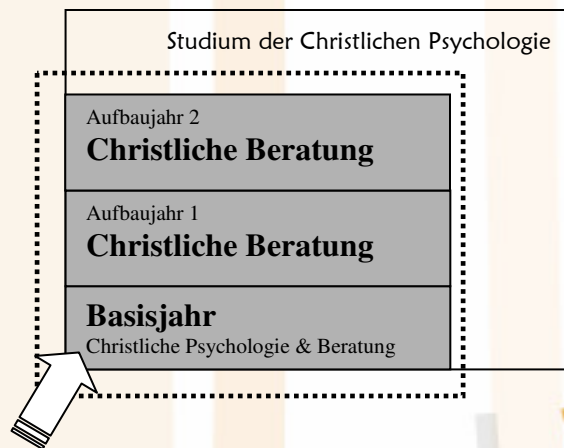 Studium der Christlichen Psychologie
Aufbaujahr 2
Christliche Beratung
Aufbaujahr 1
Christliche Beratung
Basisjahr
Christliche Psychologie & Beratung